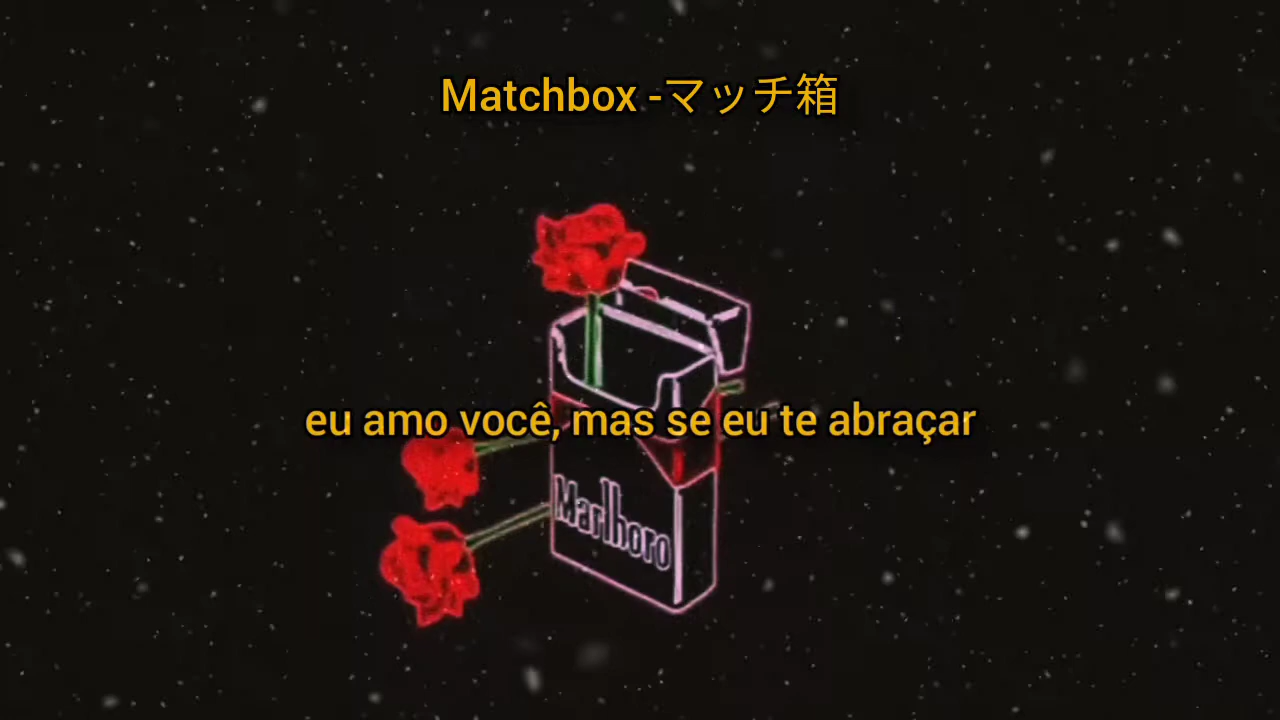 Matchbox -マッチ箱
eu amo você, mas se eu te abraçar
Marlboro